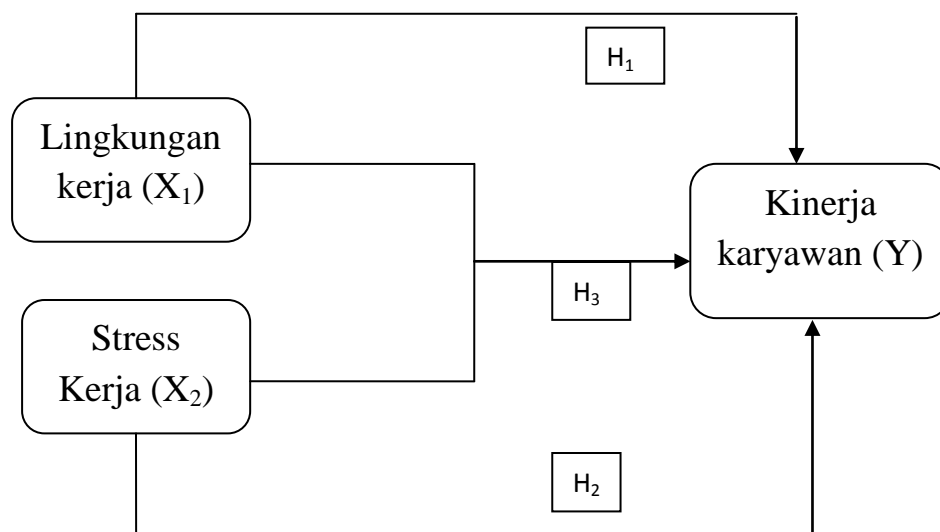 H₁
Lingkungan
kerja (X₁)
Kinerja
karyawan (Y)
H₃
Stress
Kerja (X₂)
H₂